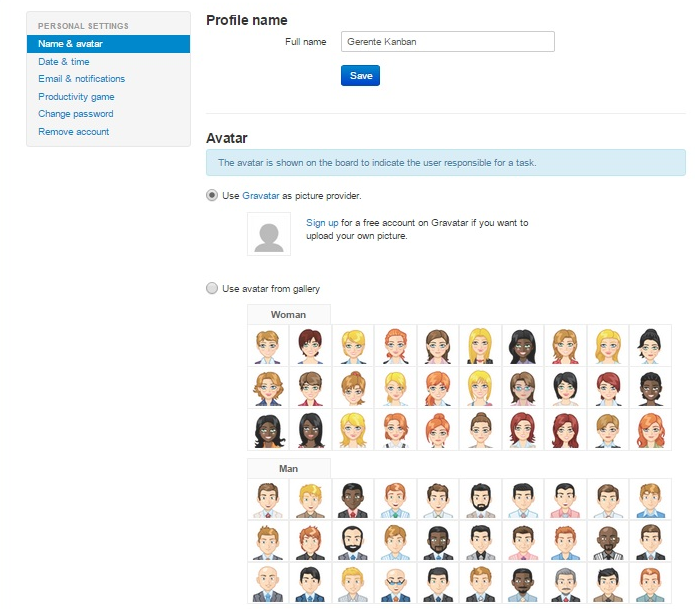 PERSONAL SETTINGS
Name & avatar
Date & time
Email & notifications
Productivity game
Change password
Remove account
Profile name
Full name
Gerente Kanban
Save
Avatar
The avatar is shown on the board to indicate the user responsible for a task.
Use Gravatar as picture provider.
Sign up for a free account on Gravatar if you want to
upload your own picture.
Use avatar from gallery
Woman
Man